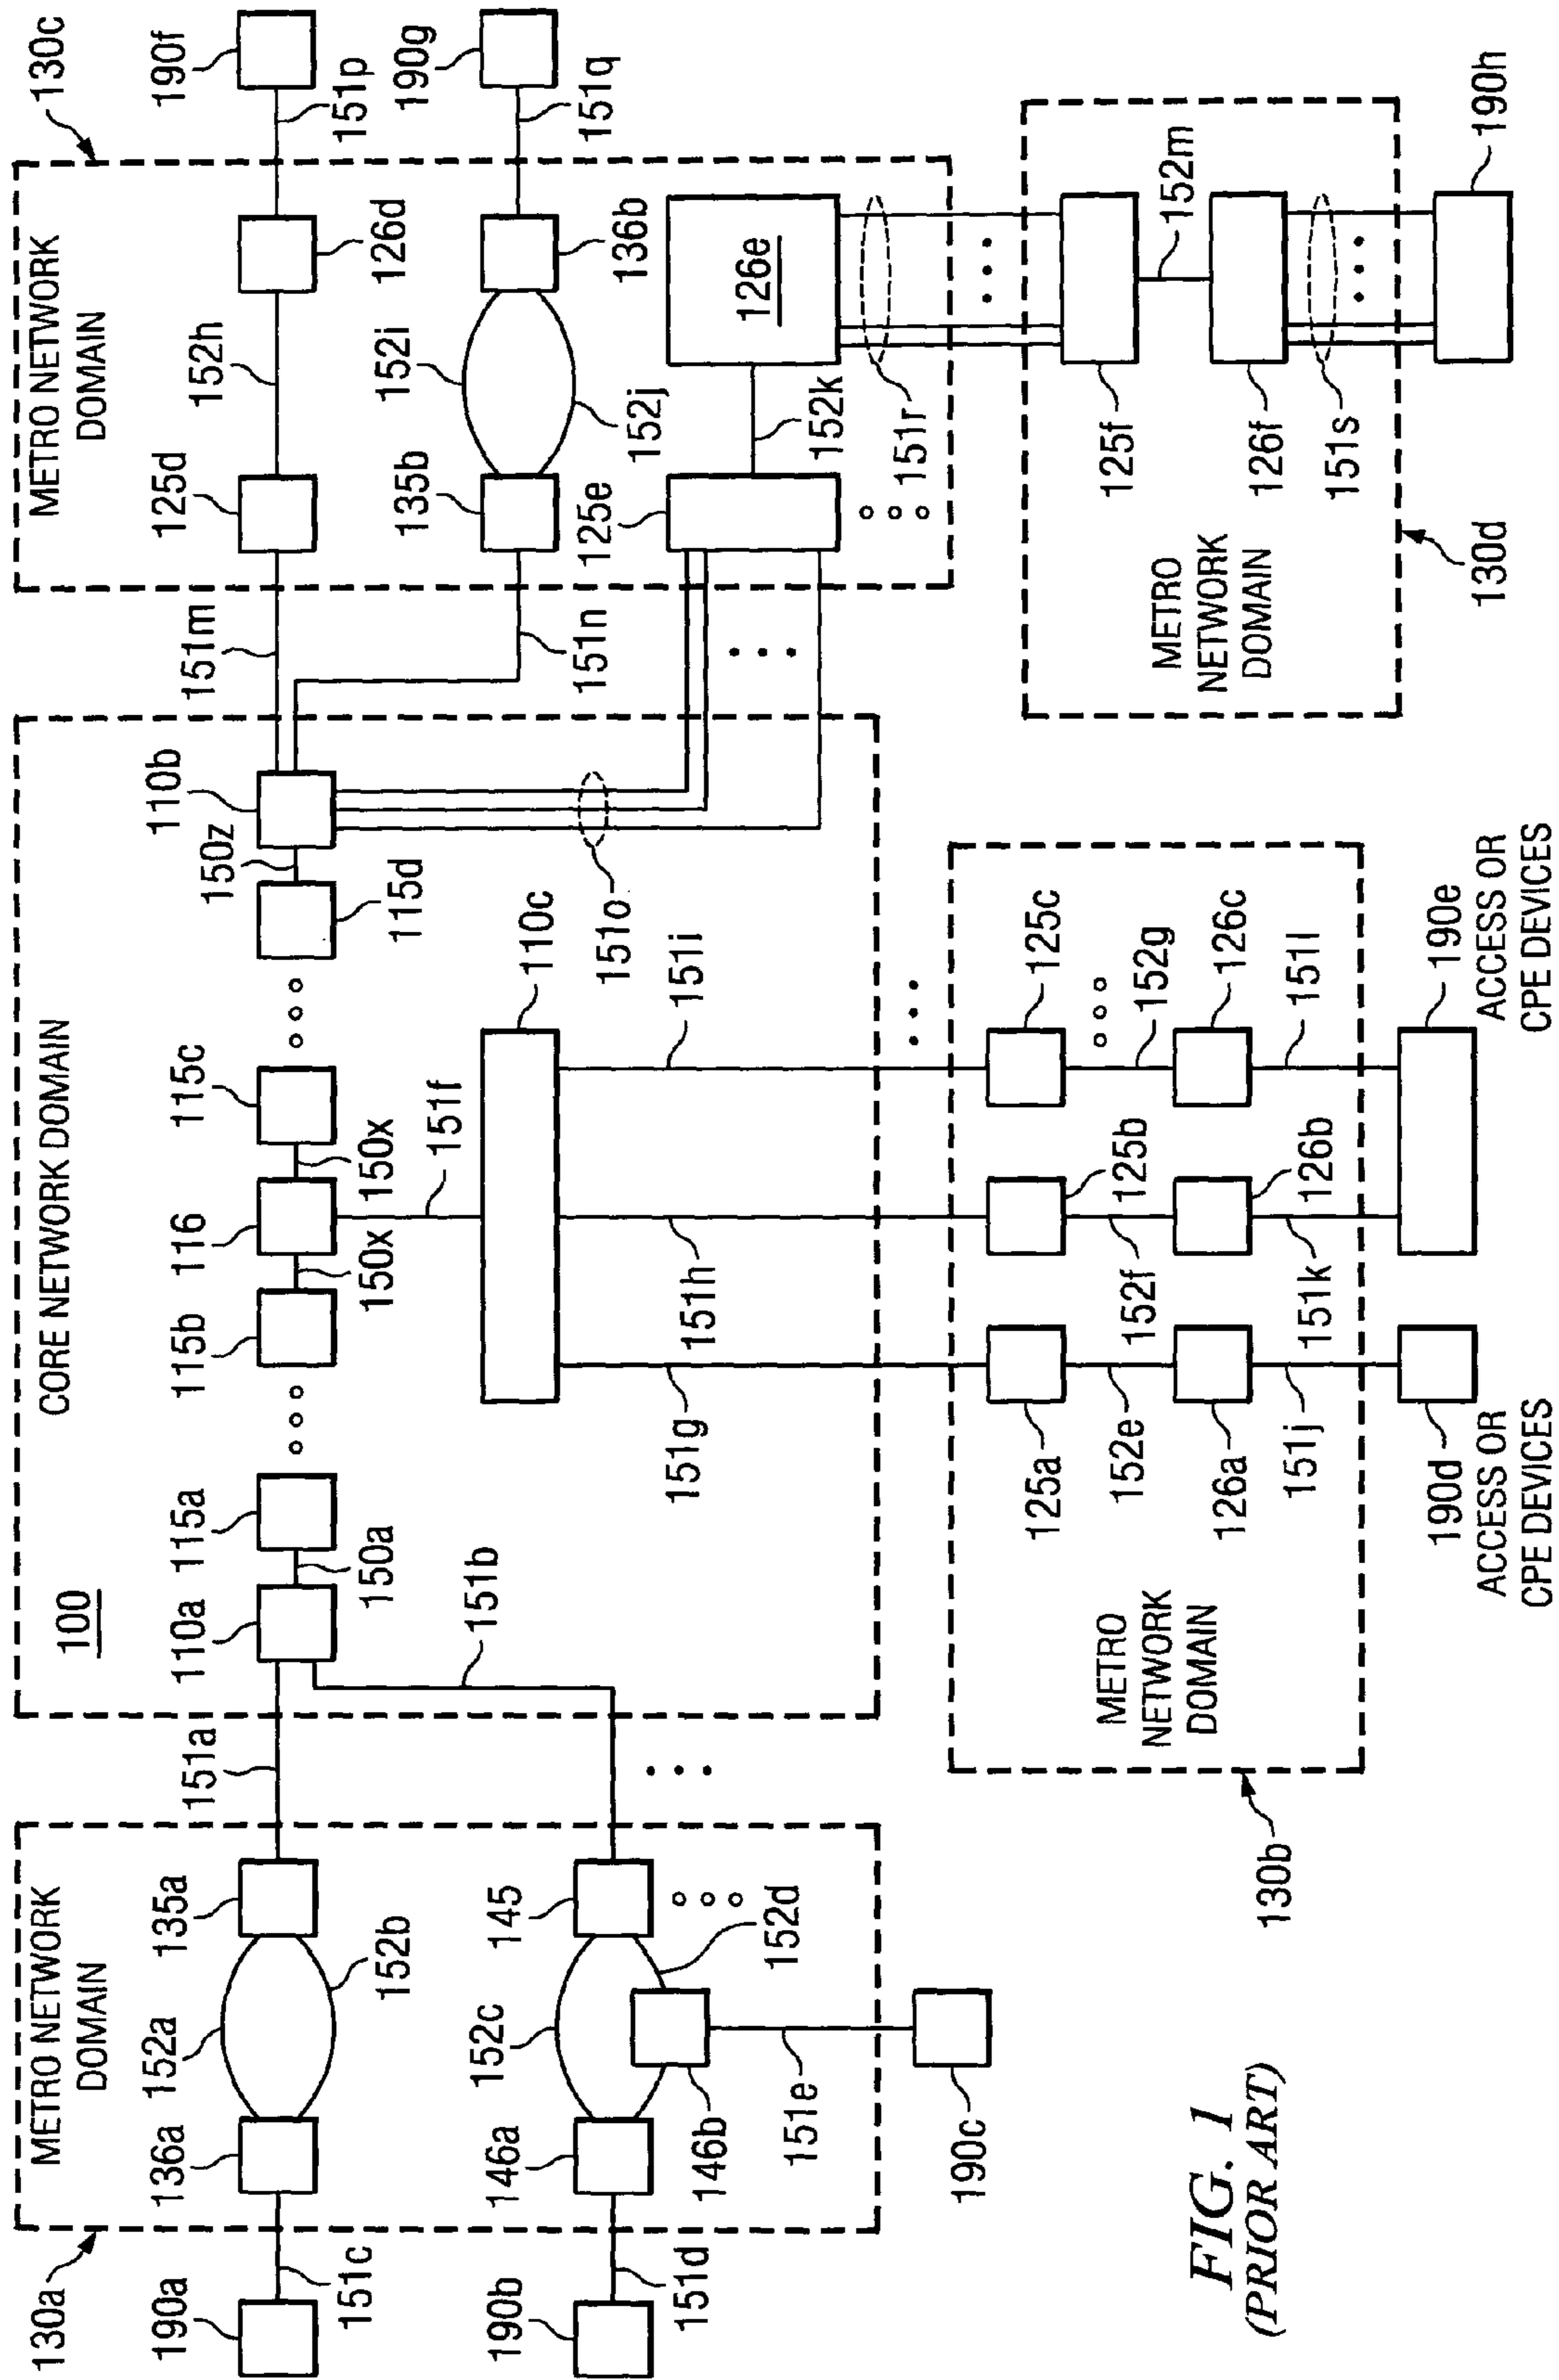 130a
METRO NETWORK
DOMAIN
190a
151c
136a
152a
152b
135a
151a
190b
151d
146a
152c
145
152d
146b
151e
190c
151b
CORE NETWORK DOMAIN
100
110a
150a
115a
115b
150x
116
150x
115c
115d
150z
110b
151f
110c
151g
151h
151i
151o
151m
151n
130c
METRO NETWORK
DOMAIN
125d
152h
126d
151p
190f
135b
152i
152j
136b
151q
190g
125e
152k
126e
151r
METRO
NETWORK
DOMAIN
130b
125a
125b
125c
152e
152f
152g
126a
126b
126c
151j
151k
151l
190d
ACCESS OR
CPE DEVICES
190e
ACCESS OR
CPE DEVICES
METRO
NETWORK
DOMAIN
130d
125f
152m
126f
151s
190h
FIG. 1
(PRIOR ART)